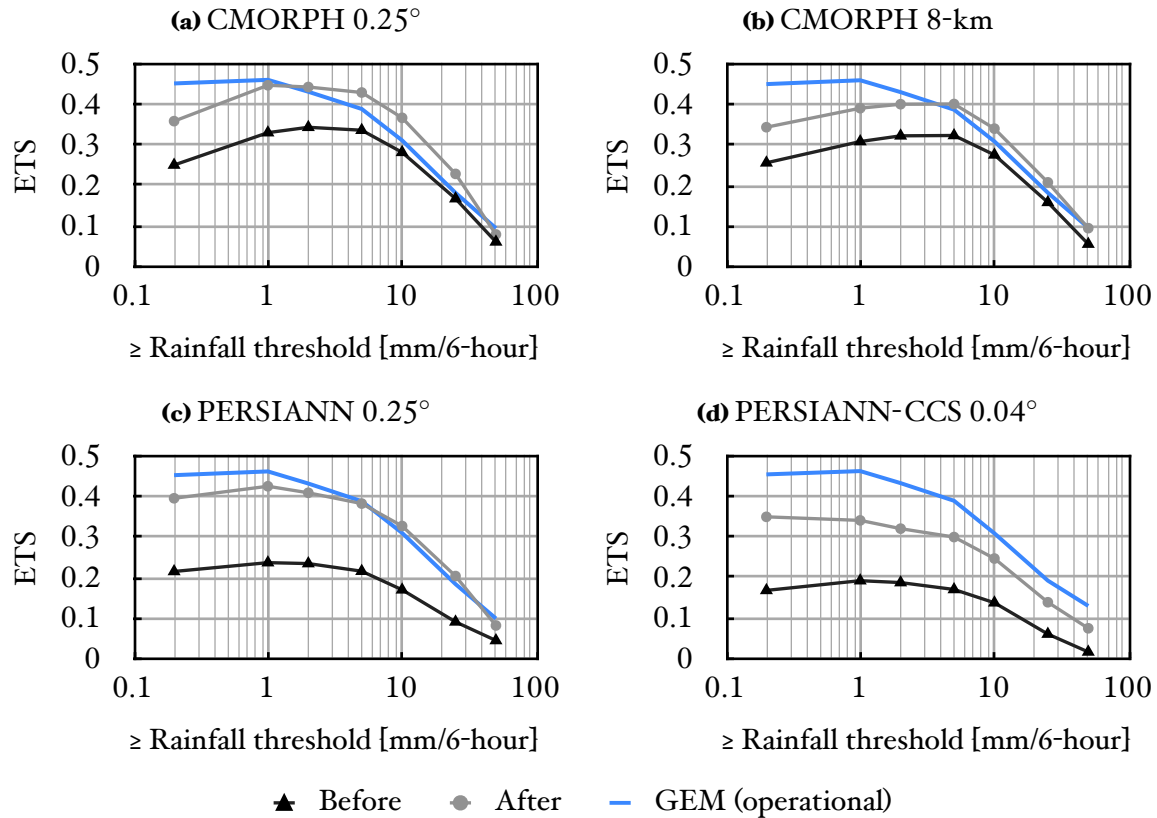 (a) CMORPH 0.25°
0.5
0.4
0.3
0.2
0.1
0
ETS
0.1 1 10 100
≥ Rainfall threshold [mm/6-hour]
(b) CMORPH 8-km
0.5
0.4
0.3
0.2
0.1
0
ETS
0.1 1 10 100
≥ Rainfall threshold [mm/6-hour]
(c) PERSIANN 0.25°
0.5
0.4
0.3
0.2
0.1
0
ETS
0.1 1 10 100
≥ Rainfall threshold [mm/6-hour]
(d) PERSIANN-CCS 0.04°
0.5
0.4
0.3
0.2
0.1
0
ETS
0.1 1 10 100
≥ Rainfall threshold [mm/6-hour]
Before After GEM (operational)